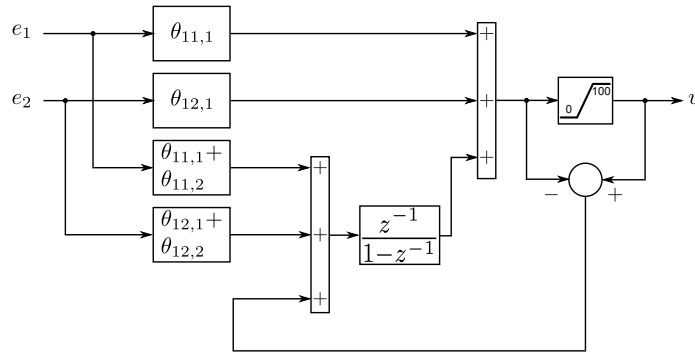 e₁
θ₁₁,₁
+
e₂
θ₁₂,₁
+
0
100
θ₁₁,₁+
θ₁₁,₂
+
+
−
+
θ₁₂,₁+
θ₁₂,₂
+
z⁻¹
1−z⁻¹
+